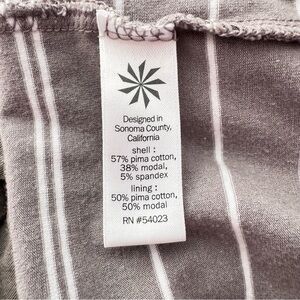 Designed in
Sonoma County,
California
shell :
57% pima cotton,
38% modal,
5% spandex
lining :
50% pima cotton,
50% modal
RN #54023